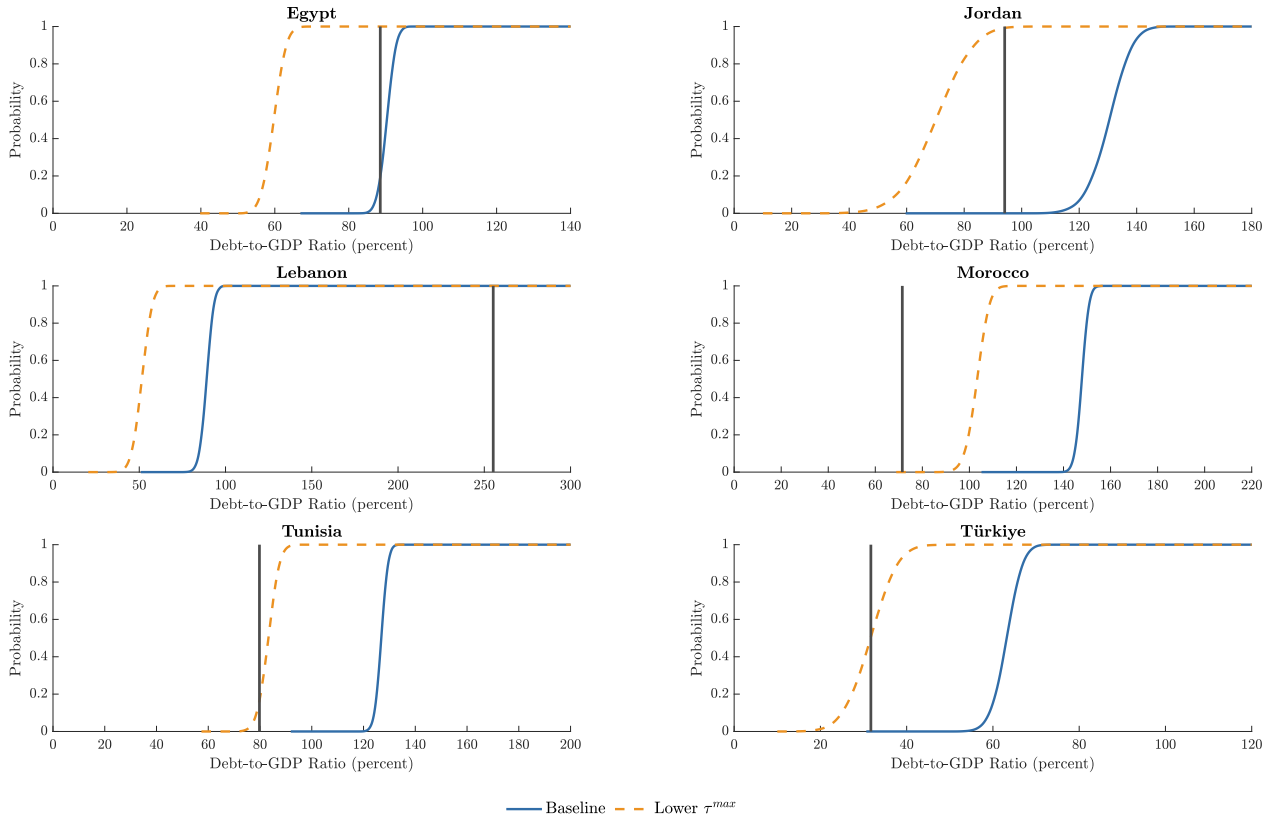 Egypt
1
0.8
0.6
0.4
0.2
0
Probability
0 20 40 60 80 100 120 140
Debt-to-GDP Ratio (percent)
Jordan
1
0.8
0.6
0.4
0.2
0
Probability
0 20 40 60 80 100 120 140 160 180
Debt-to-GDP Ratio (percent)
Lebanon
1
0.8
0.6
0.4
0.2
0
Probability
0 50 100 150 200 250 300
Debt-to-GDP Ratio (percent)
Morocco
1
0.8
0.6
0.4
0.2
0
Probability
0 20 40 60 80 100 120 140 160 180 200 220
Debt-to-GDP Ratio (percent)
Tunisia
1
0.8
0.6
0.4
0.2
0
Probability
0 20 40 60 80 100 120 140 160 180 200
Debt-to-GDP Ratio (percent)
Türkiye
1
0.8
0.6
0.4
0.2
0
Probability
0 20 40 60 80 100 120
Debt-to-GDP Ratio (percent)
Baseline Lower τ^max